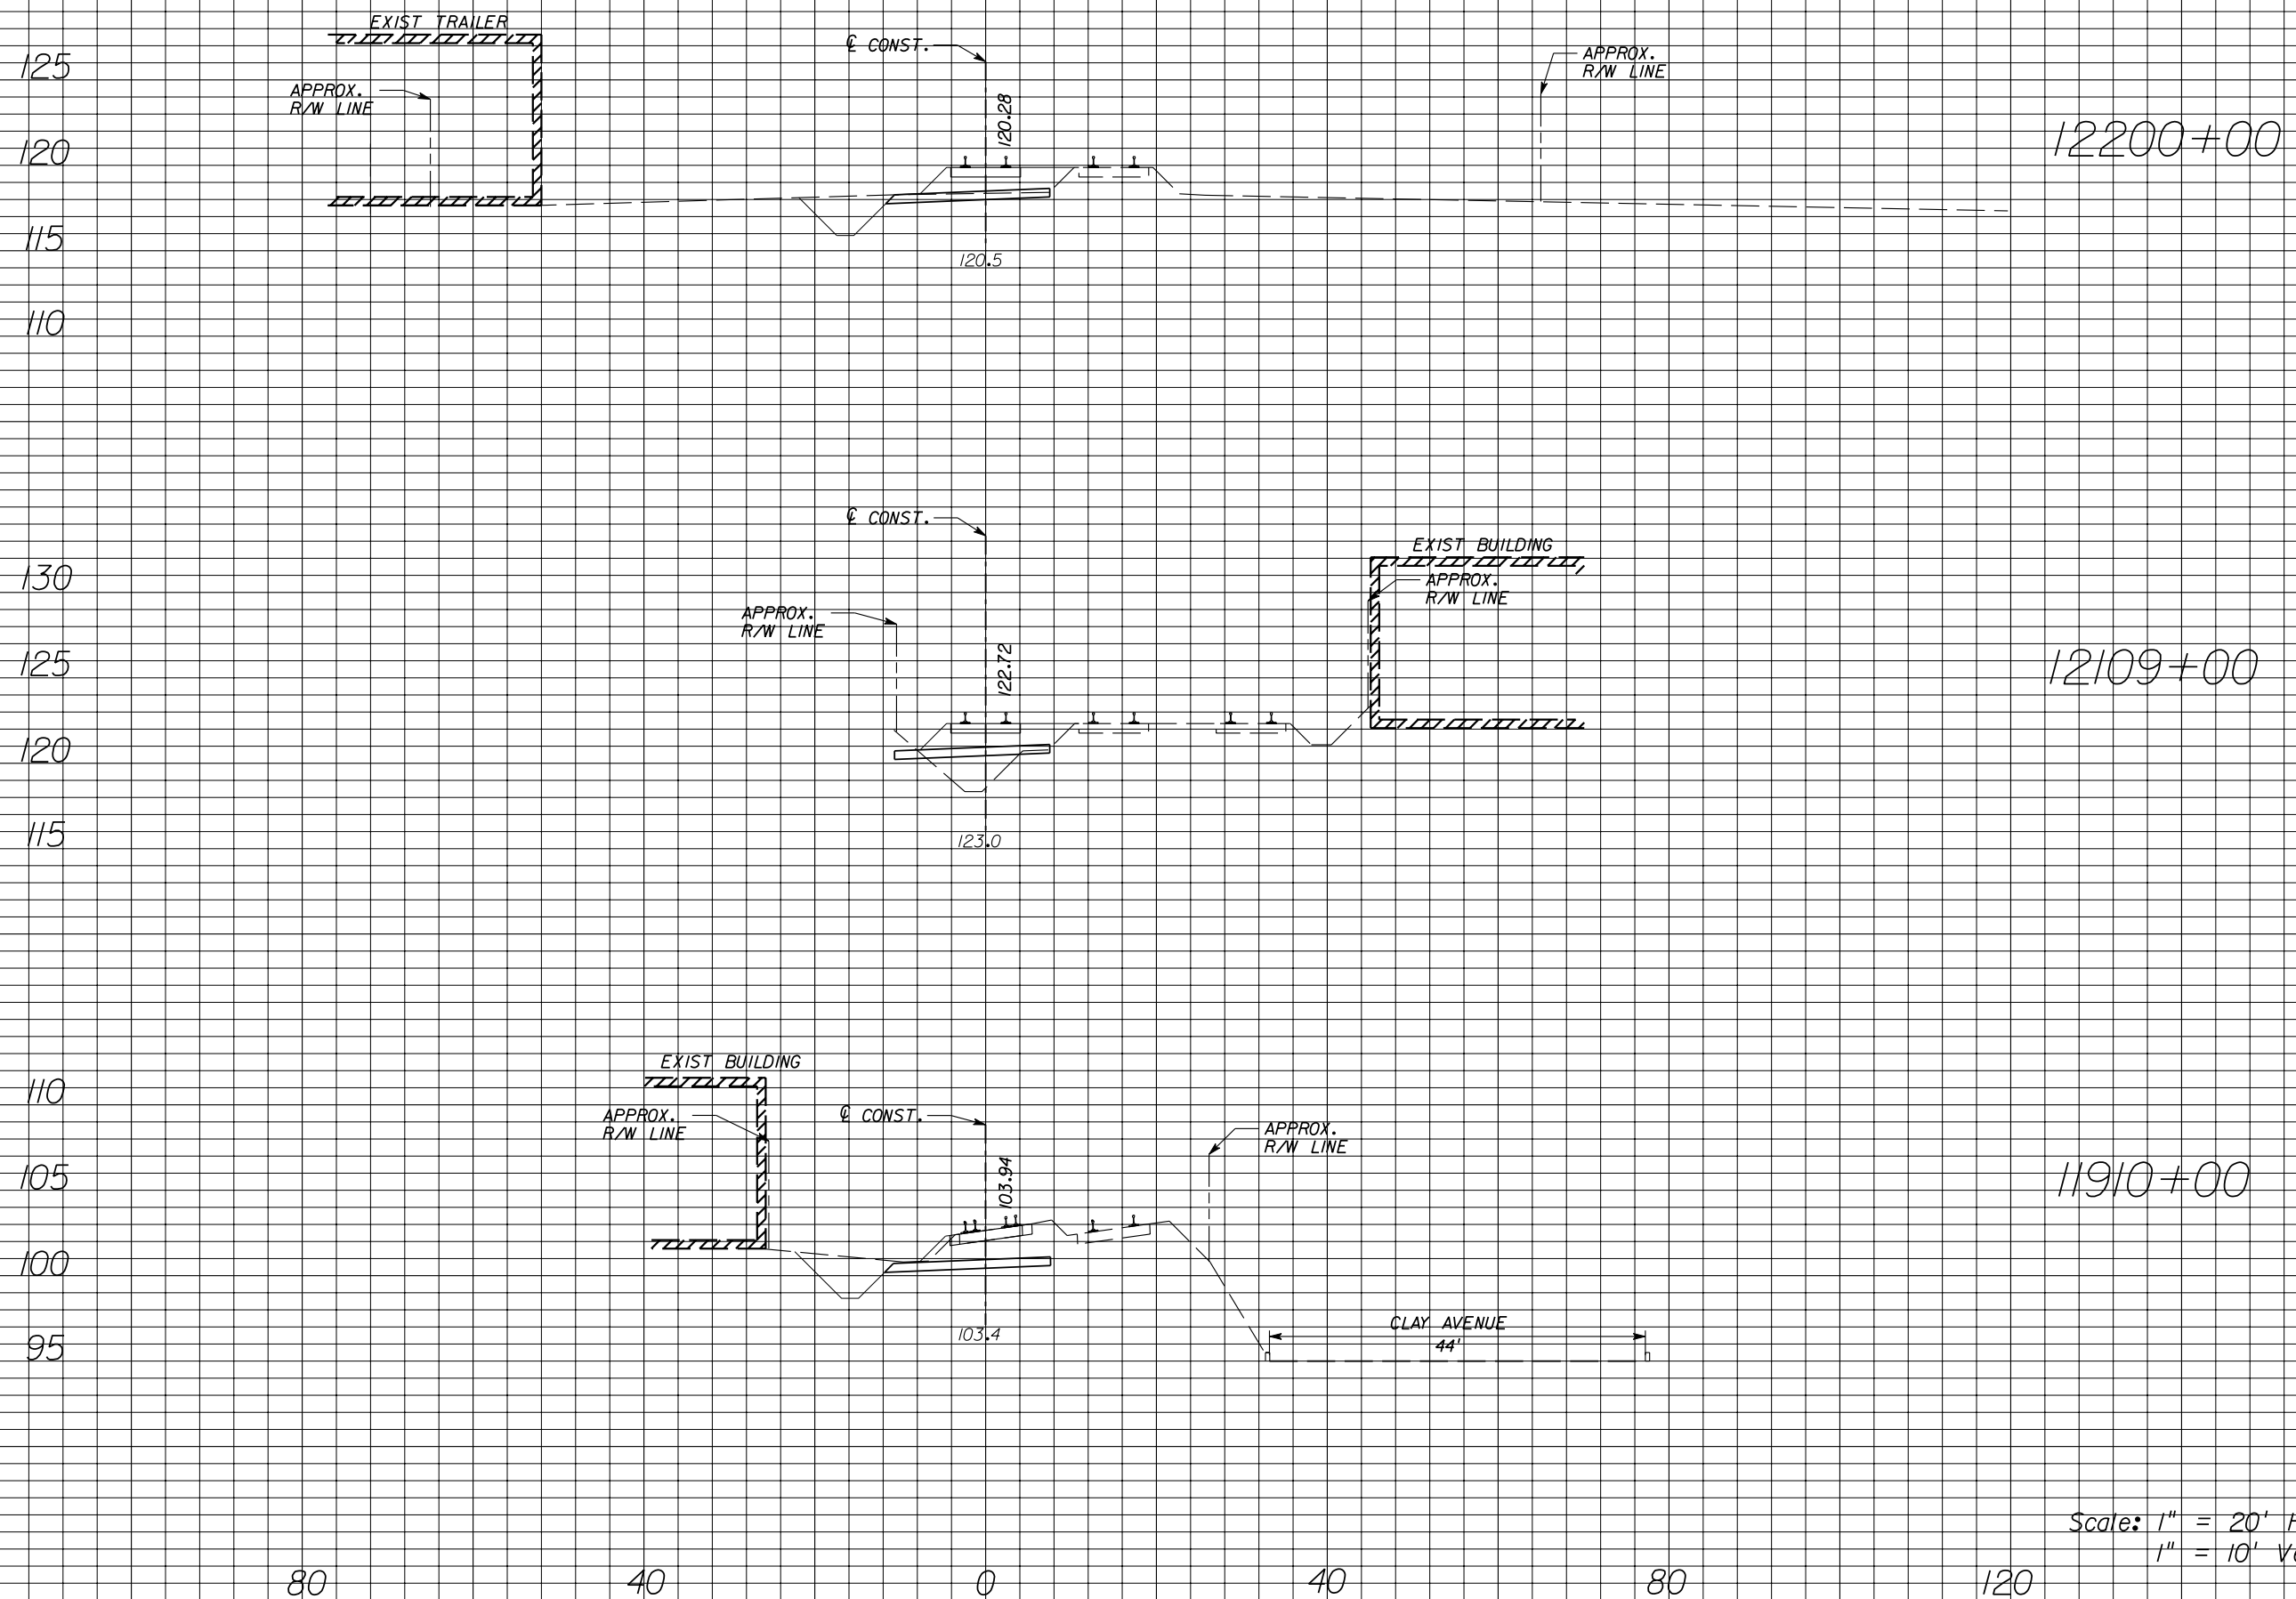 EXIST TRAILER
℄ CONST.
APPROX.
R/W LINE
125
APPROX.
R/W LINE
120.28
12200+00
120
115
120.5
110
℄ CONST.
EXIST BUILDING
130
APPROX.
R/W LINE
APPROX.
R/W LINE
122.72
125
12109+00
120
115
123.0
EXIST BUILDING
110
APPROX.
R/W LINE
℄ CONST.
APPROX.
R/W LINE
103.94
105
11910+00
100
CLAY AVENUE
44'
103.4
95
Scale: 1" = 20'
1" = 10'
80 40 0 40 80 120